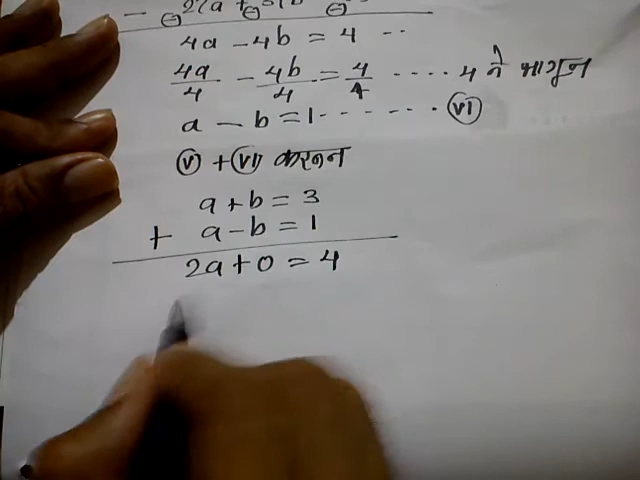 4a - 4b = 4 --
4a/4 - 4b/4 = 4/4 .... 4 ने भागून
a - b = 1 ...... (VI)
(V) + (VI) करून
a + b = 3
+ a - b = 1
2a + 0 = 4